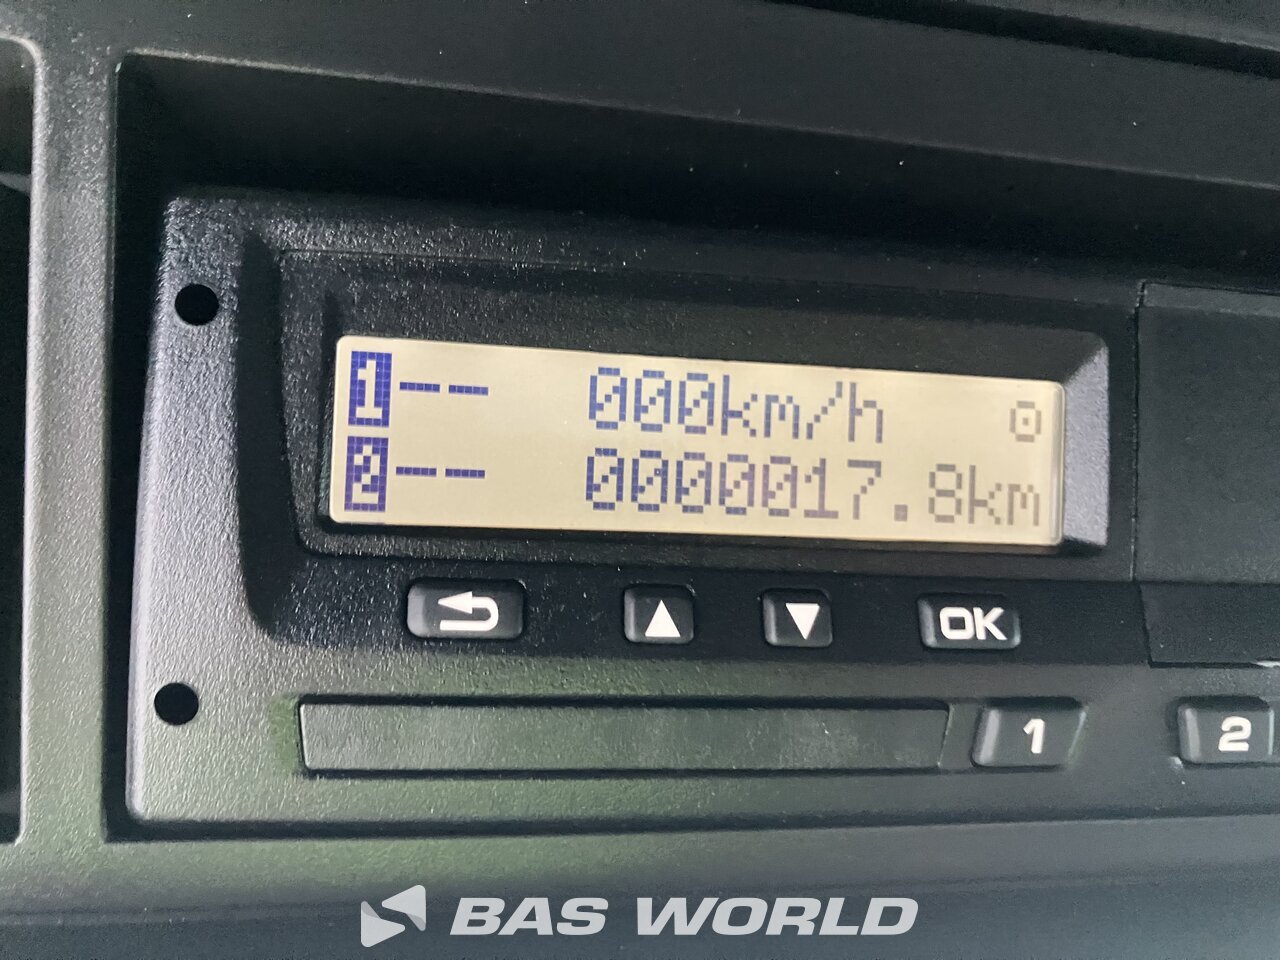 1 -- 000km/h
2 -- 0000017.8km
OK
1 2
BAS WORLD